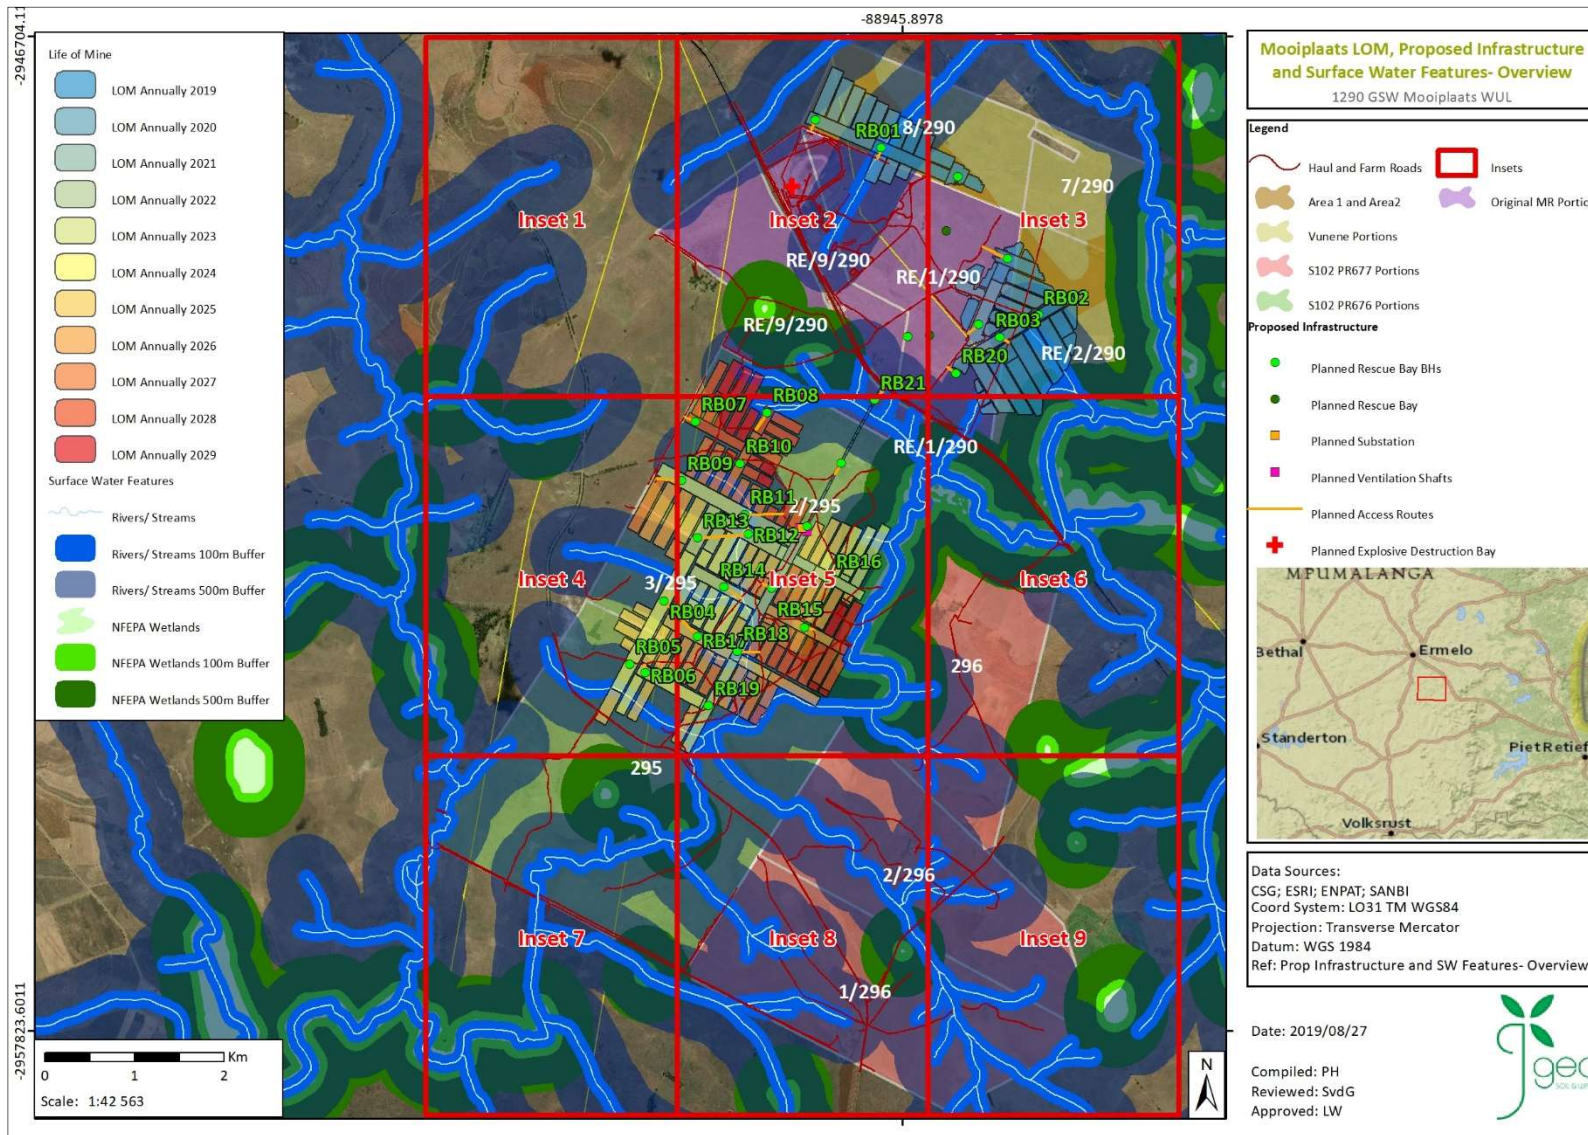 -88945.8978
-2946704.11
-2957823.6011
Life of Mine
LOM Annually 2019
LOM Annually 2020
LOM Annually 2021
LOM Annually 2022
LOM Annually 2023
LOM Annually 2024
LOM Annually 2025
LOM Annually 2026
LOM Annually 2027
LOM Annually 2028
LOM Annually 2029
Surface Water Features
Rivers/ Streams
Rivers/ Streams 100m Buffer
Rivers/ Streams 500m Buffer
NFEPA Wetlands
NFEPA Wetlands 100m Buffer
NFEPA Wetlands 500m Buffer
Km
0 1 2
Scale: 1:42 563
RB01
8/290
7/290
Inset 1
Inset 2
Inset 3
RE/9/290
RE/1/290
RB02
RE/9/290
RB03
RE/2/290
RB20
RB21
RB07
RB08
RE/1/290
RB10
RB09
RB11
2/295
RB13
RB12
RB16
Inset 4
3/295
RB14
Inset 5
Inset 6
RB04
RB15
RB17
RB18
RB05
RB06
296
RB19
295
2/296
Inset 7
Inset 8
Inset 9
1/296
N
Mooiplaats LOM, Proposed Infrastructure
and Surface Water Features- Overview
1290 GSW Mooiplaats WUL
Legend
Haul and Farm Roads
Insets
Area 1 and Area2
Original MR Portic
Vunene Portions
S102 PR677 Portions
S102 PR676 Portions
Proposed Infrastructure
Planned Rescue Bay BHs
Planned Rescue Bay
Planned Substation
Planned Ventilation Shafts
Planned Access Routes
Planned Explosive Destruction Bay
MPUMALANGA
Bethal
Ermelo
Standerton
Piet Retief
Volksrust
Data Sources:
CSG; ESRI; ENPAT; SANBI
Coord System: LO31 TM WGS84
Projection: Transverse Mercator
Datum: WGS 1984
Ref: Prop Infrastructure and SW Features- Overview
Date: 2019/08/27
Compiled: PH
Reviewed: SvdG
Approved: LW
geo